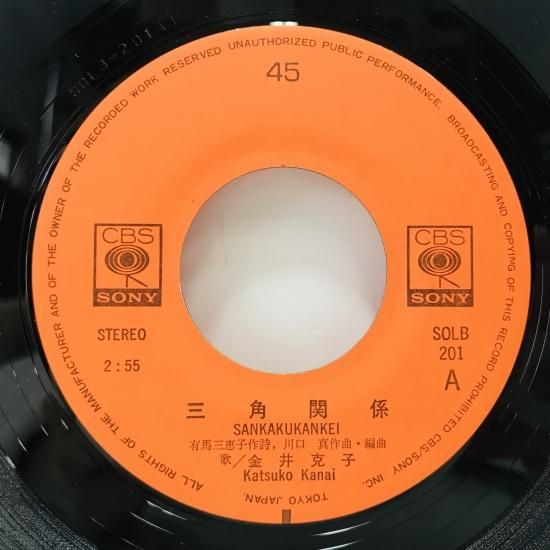 ALL RIGHTS OF THE MANUFACTURER AND OF THE OWNER OF THE RECORDED WORK RESERVED UNAUTHORIZED PUBLIC PERFORMANCE, BROADCASTING AND COPYING OF THIS RECORD PROHIBITED CBS/SONY INC. TOKYO JAPAN.
45
CBS
SONY
CBS
SONY
STEREO
2:55
SOLB
201
A
三角関係
SANKAKUKANKEI
有馬三恵子作詩，川口 真作曲・編曲
歌／金井克子
Katsuko Kanai